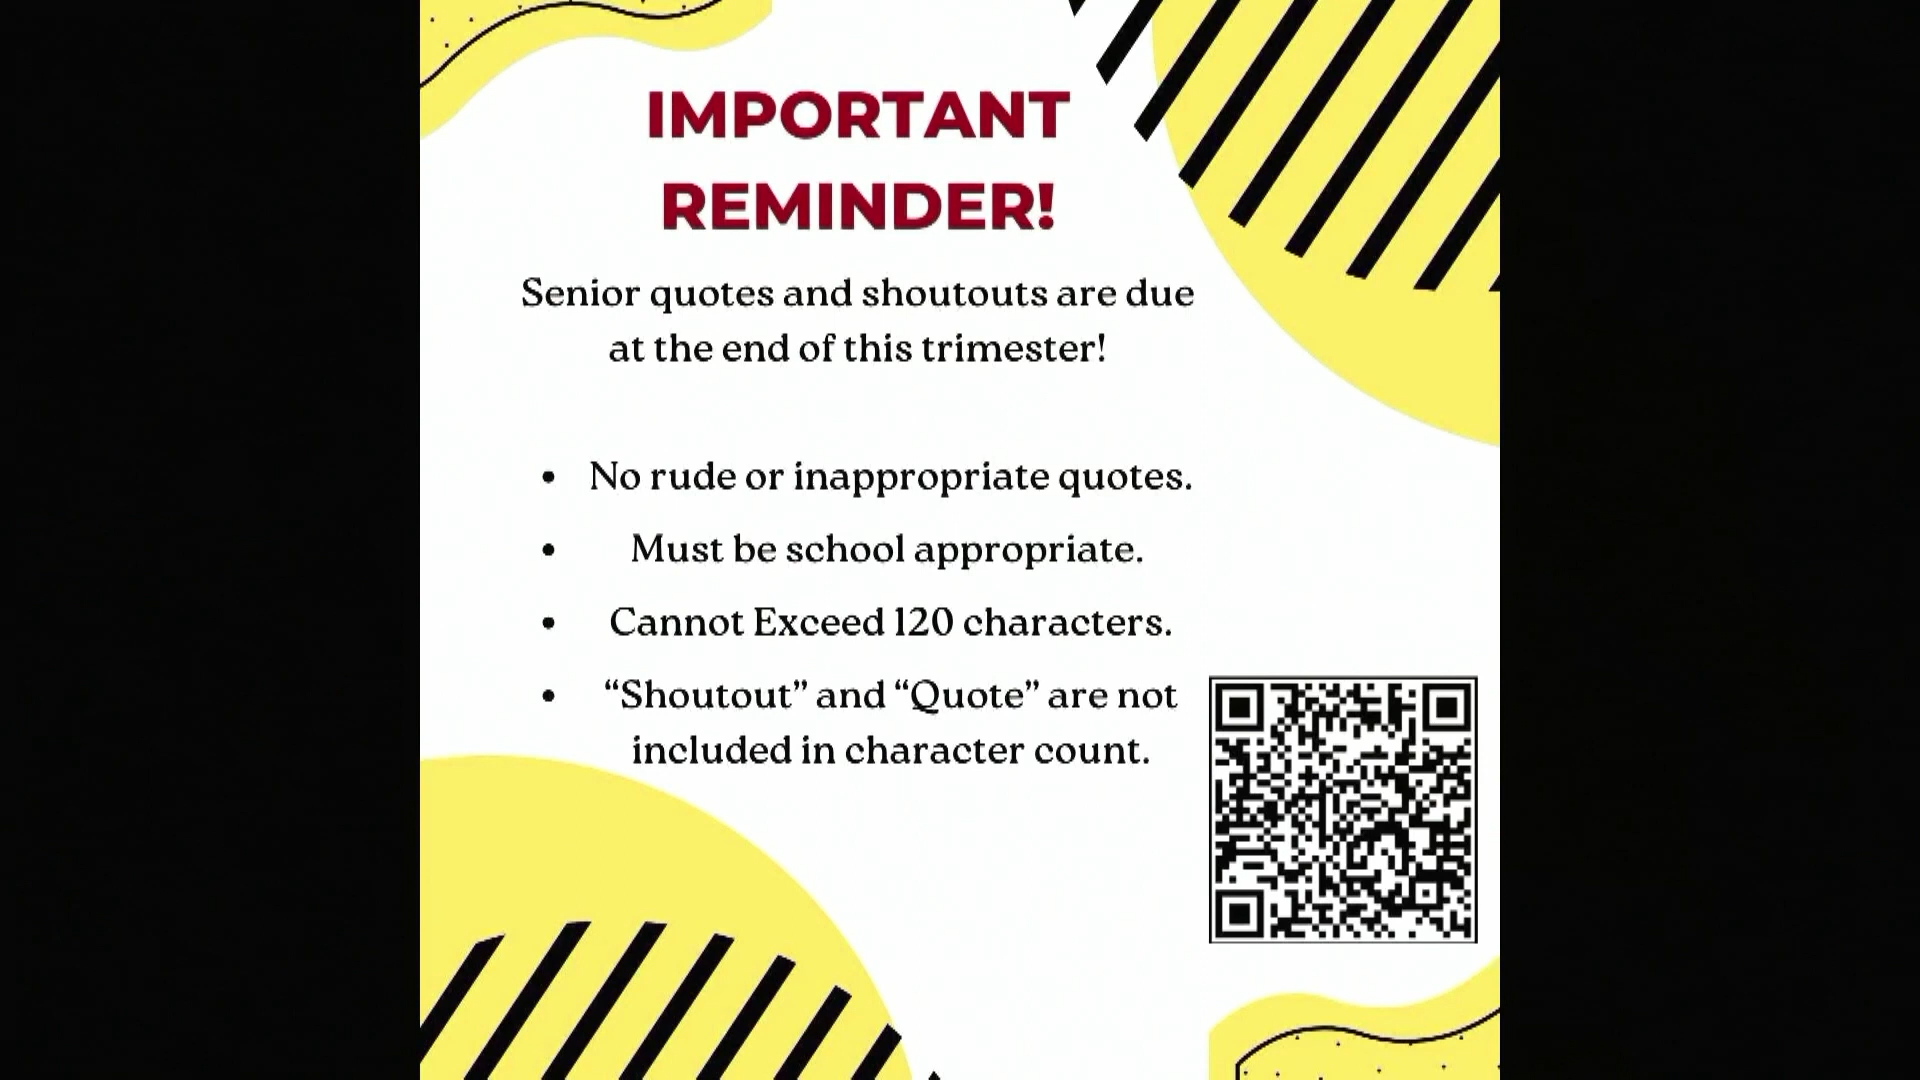 IMPORTANT
REMINDER!
Senior quotes and shoutouts are due
at the end of this trimester!
• No rude or inappropriate quotes.
• Must be school appropriate.
• Cannot Exceed 120 characters.
• “Shoutout” and “Quote” are not
included in character count.